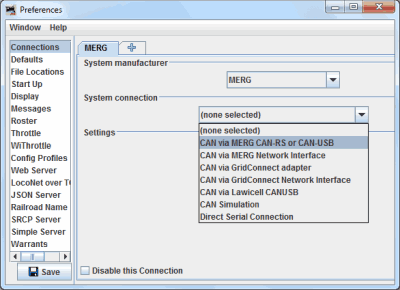 Preferences
Window Help
Connections
Defaults
File Locations
Start Up
Display
Messages
Roster
Throttle
WiThrottle
Config Profiles
Web Server
LocoNet over TC
JSON Server
Railroad Name
SRCP Server
Simple Server
Warrants
Save
MERG
System manufacturer
MERG
System connection
(none selected)
Settings
(none selected)
CAN via MERG CAN-RS or CAN-USB
CAN via MERG Network Interface
CAN via GridConnect adapter
CAN via GridConnect Network Interface
CAN via Lawicell CANUSB
CAN Simulation
Direct Serial Connection
Disable this Connection